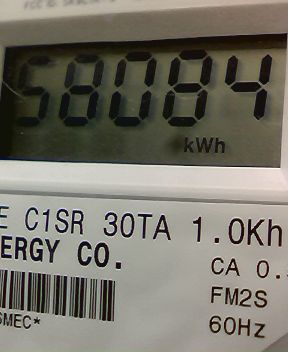 58084
kWh
E C1SR 30TA 1.0Kh
ERGY CO.
CA 0.
FM2S
60Hz
SMEC*